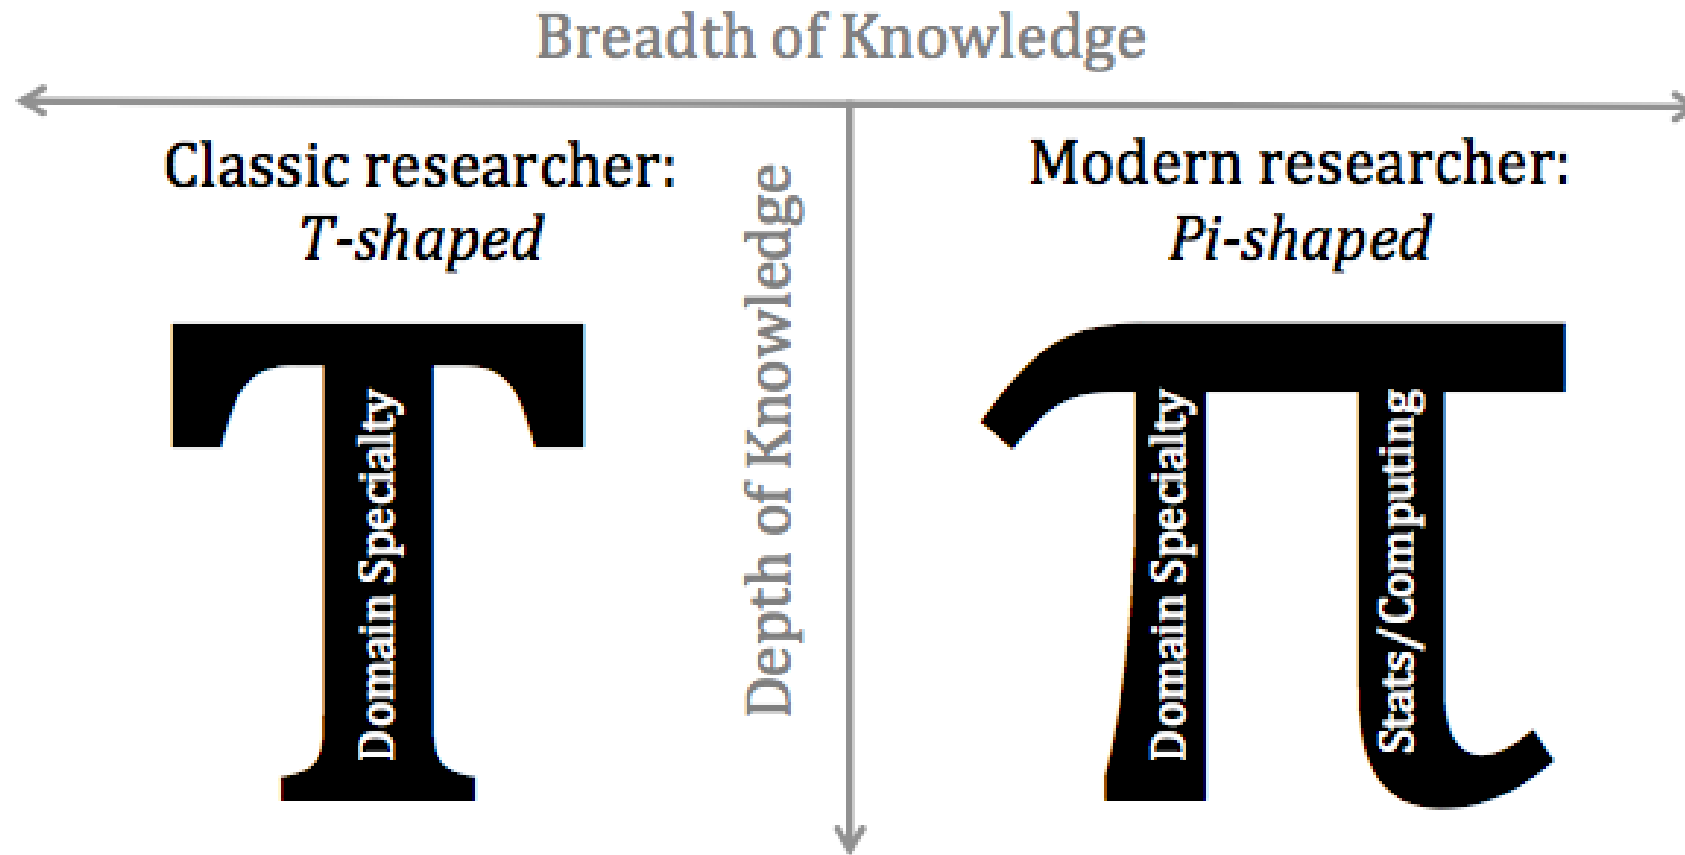 Breadth of Knowledge
Classic researcher:
T-shaped
Domain Specialty
Depth of Knowledge
Modern researcher:
Pi-shaped
Domain Specialty
Stats/Computing